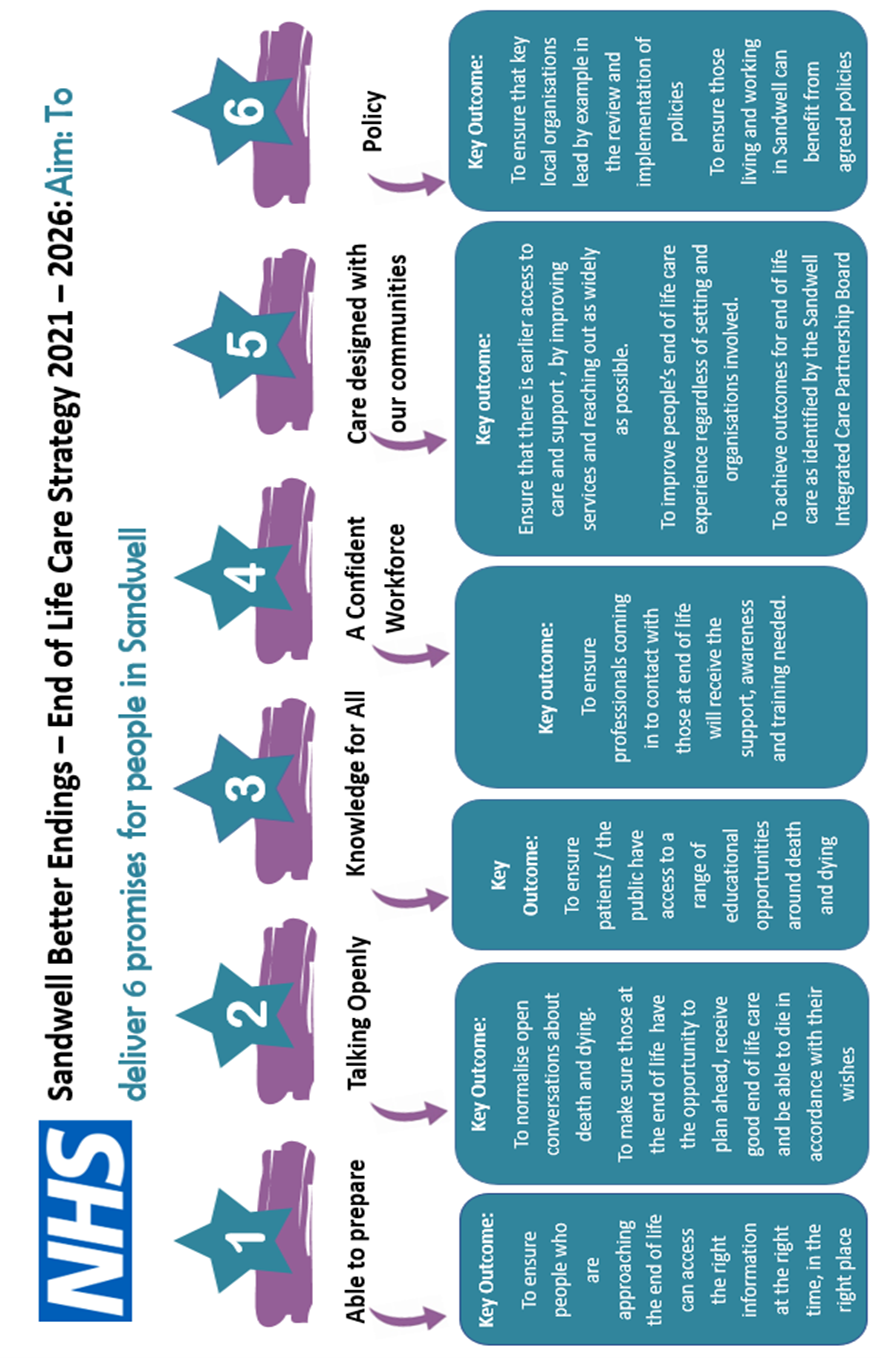 NHS
Sandwell Better Endings – End of Life Care Strategy 2021 – 2026: Aim: To
deliver 6 promises for people in Sandwell
1
Able to prepare
Key Outcome:
To ensure
people who
are
approaching
the end of life
can access
the right
information
at the right
time, in the
right place
2
Talking Openly
Key Outcome:
To normalise open
conversations about
death and dying.
To make sure those at
the end of life have
the opportunity to
plan ahead, receive
good end of life care
and be able to die in
accordance with their
wishes
3
Knowledge for All
Key
Outcome:
To ensure
patients / the
public have
access to a
range of
educational
opportunities
around death
and dying
4
A Confident
Workforce
Key outcome:
To ensure
professionals coming
in to contact with
those at end of life
will receive the
support, awareness
and training needed.
5
Care designed with
our communities
Key outcome:
Ensure that there is earlier access to
care and support , by improving
services and reaching out as widely
as possible.
To improve people's end of life care
experience regardless of setting and
organisations involved.
To achieve outcomes for end of life
care as identified by the Sandwell
Integrated Care Partnership Board
6
Policy
Key Outcome:
To ensure that key
local organisations
lead by example in
the review and
implementation of
policies
To ensure those
living and working
in Sandwell can
benefit from
agreed policies